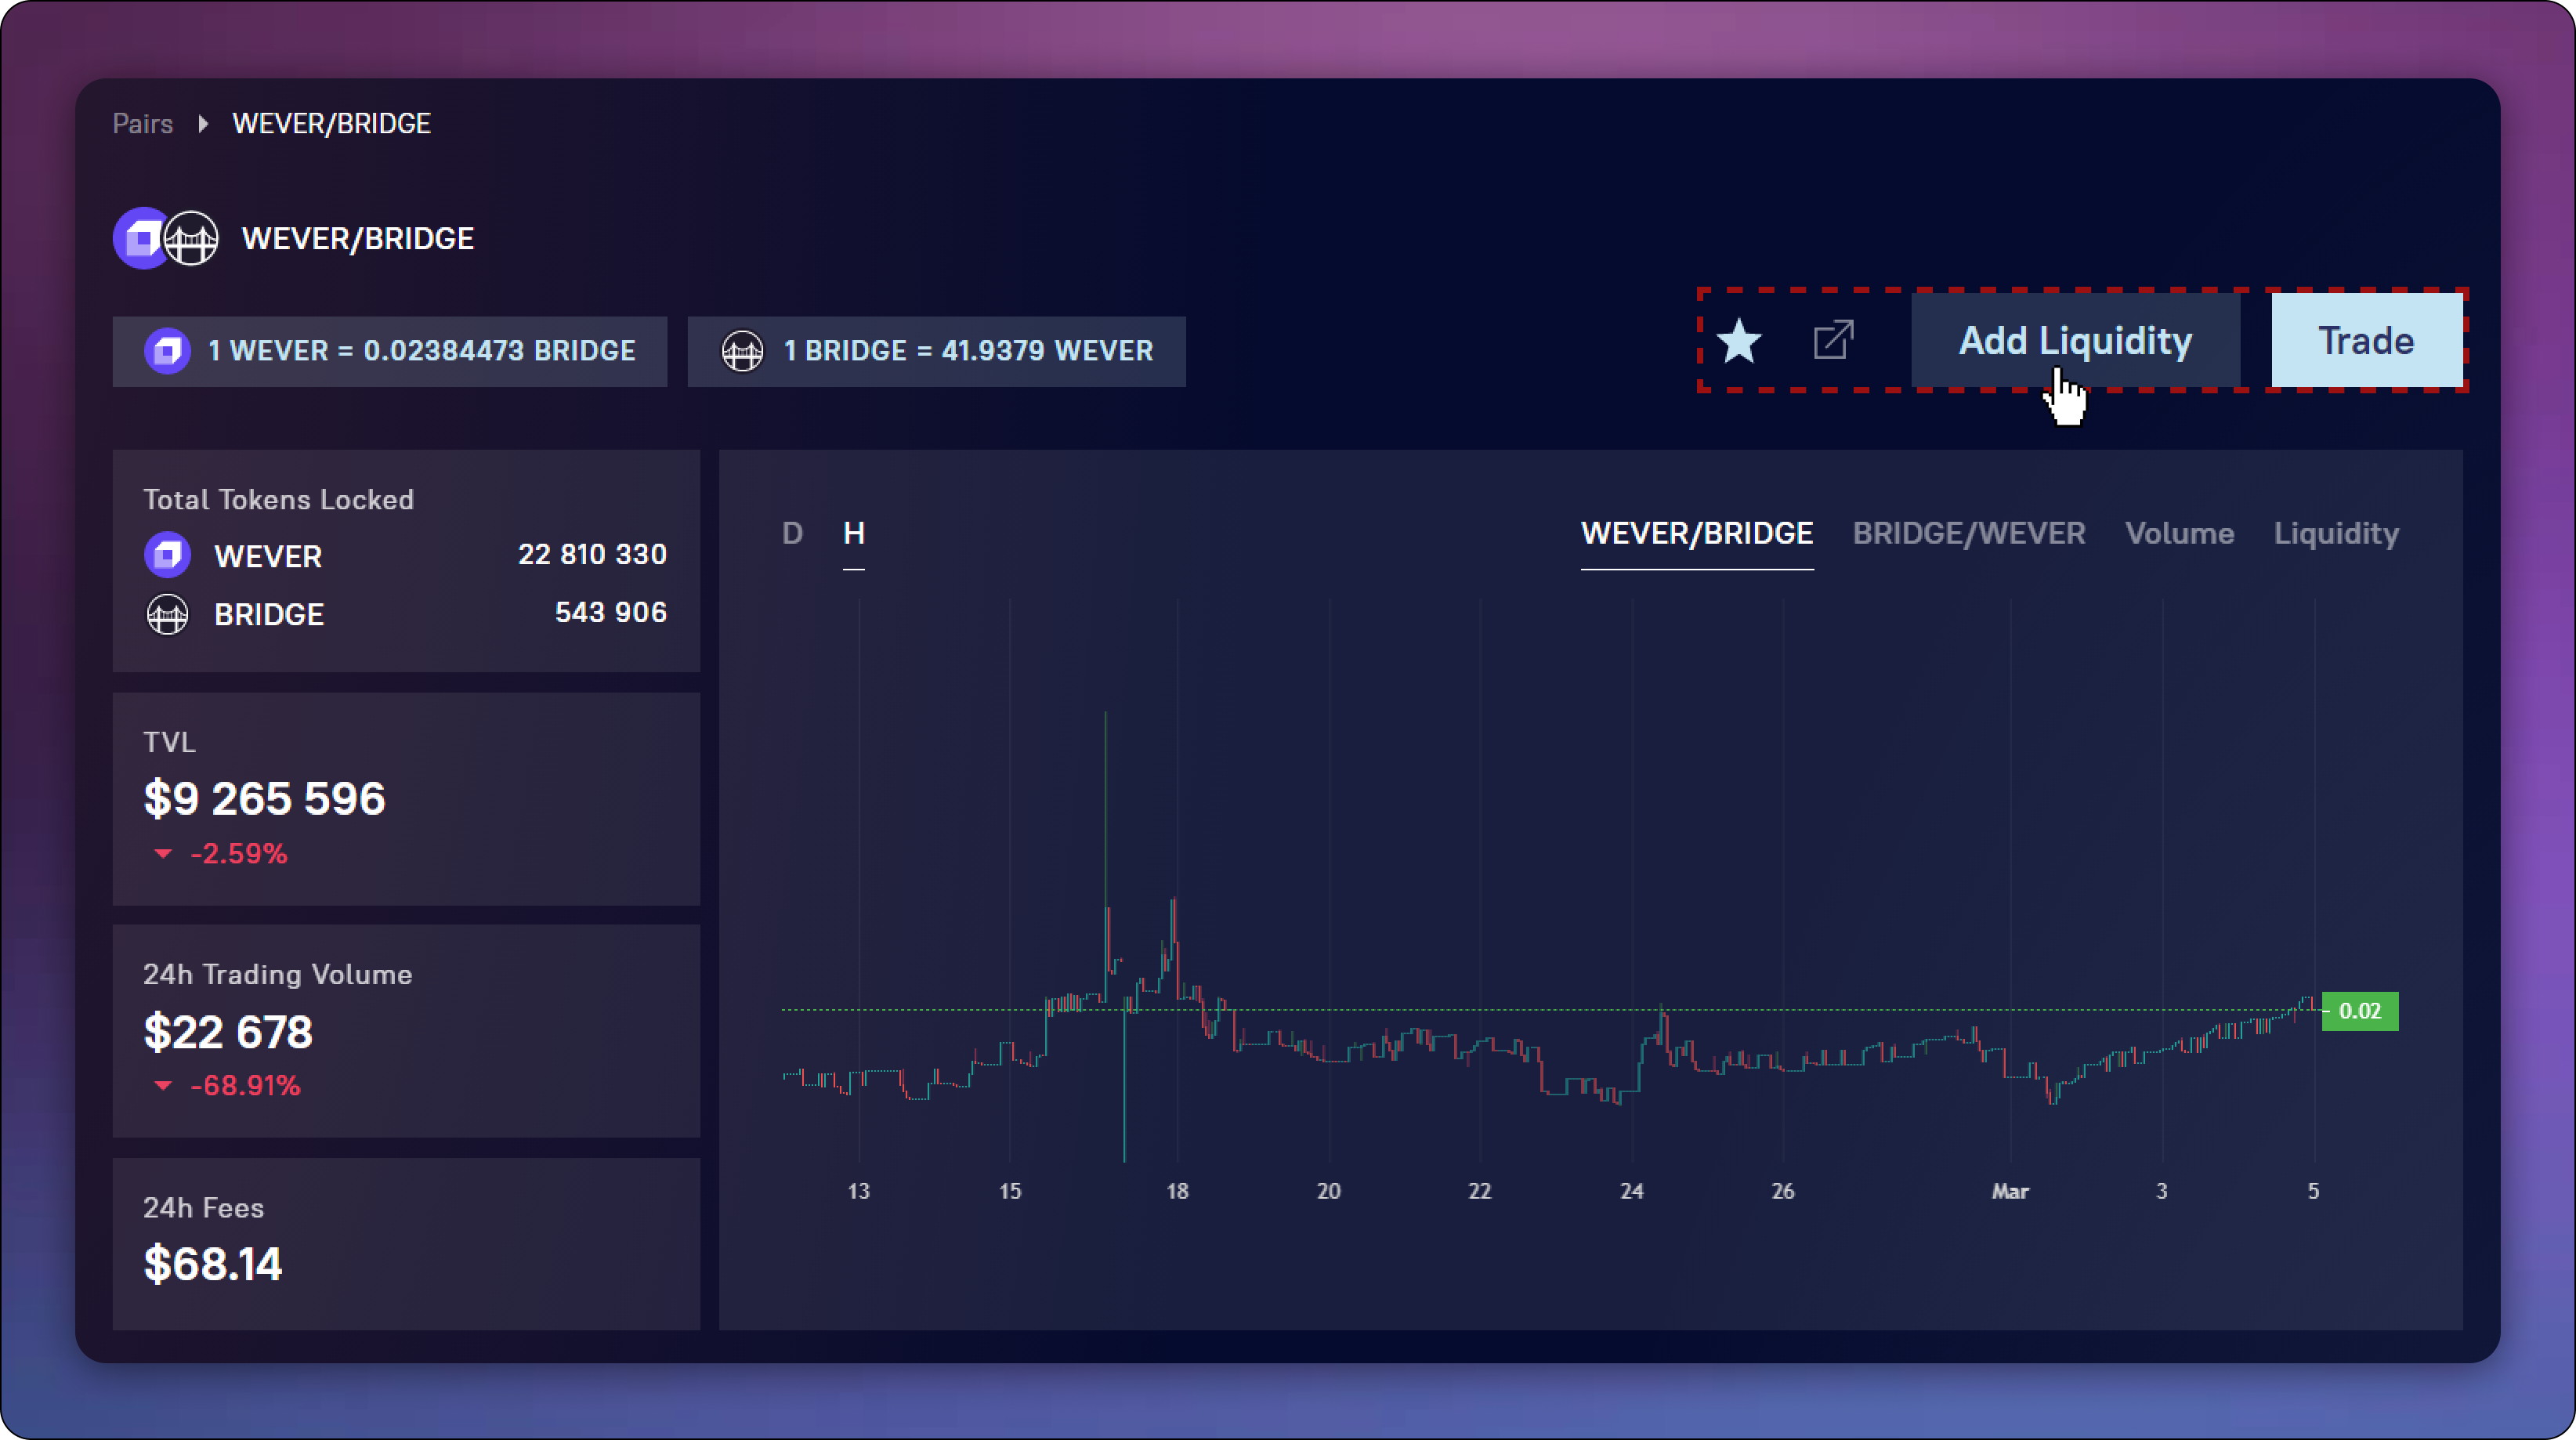 Pairs WEVER/BRIDGE
WEVER/BRIDGE
1 WEVER = 0.02384473 BRIDGE
1 BRIDGE = 41.9379 WEVER
Add Liquidity
Trade
Total Tokens Locked
WEVER 22 810 330
BRIDGE 543 906
TVL
$9 265 596
-2.59%
24h Trading Volume
$22 678
-68.91%
24h Fees
$68.14
D H
WEVER/BRIDGE BRIDGE/WEVER Volume Liquidity
0.02
13 15 18 20 22 24 26 Mar 3 5